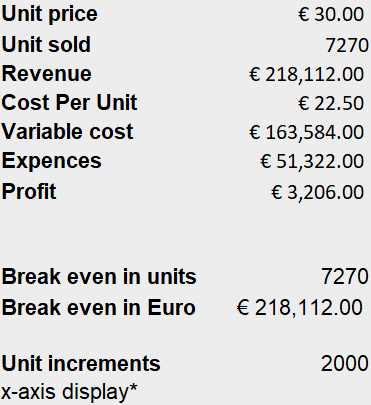 Unit price € 30.00
Unit sold 7270
Revenue € 218,112.00
Cost Per Unit € 22.50
Variable cost € 163,584.00
Expences € 51,322.00
Profit € 3,206.00
Break even in units 7270
Break even in Euro € 218,112.00
Unit increments 2000
x-axis display*